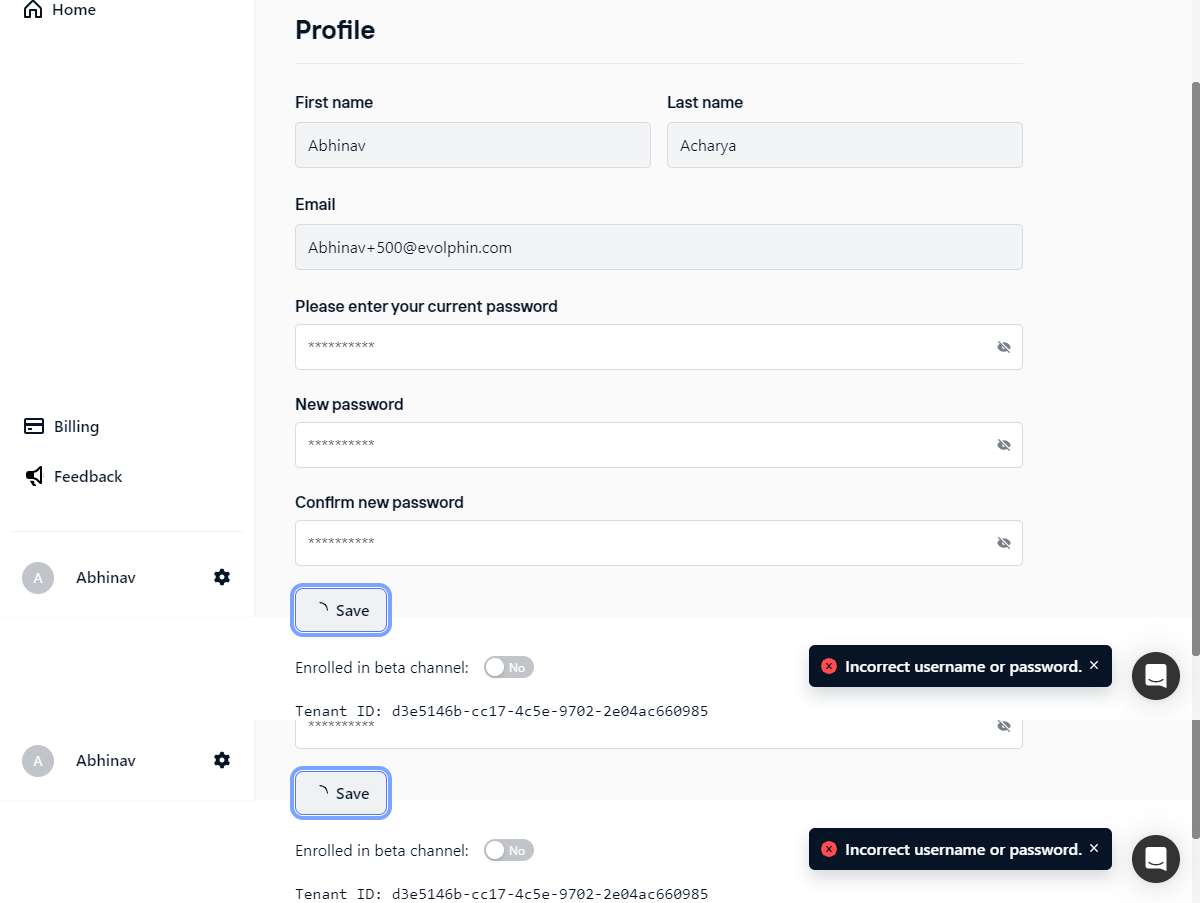 Home
Profile
First name
Last name
Abhinav
Acharya
Email
Abhinav+500@evolphin.com
Please enter your current password
**********
New password
**********
Billing
Feedback
Confirm new password
**********
A
Abhinav
Save
Enrolled in beta channel:
No
Incorrect username or password.
Tenant ID: d3e5146b-cc17-4c5e-9702-2e04ac660985
**********
A
Abhinav
Save
Enrolled in beta channel:
No
Incorrect username or password.
Tenant ID: d3e5146b-cc17-4c5e-9702-2e04ac660985